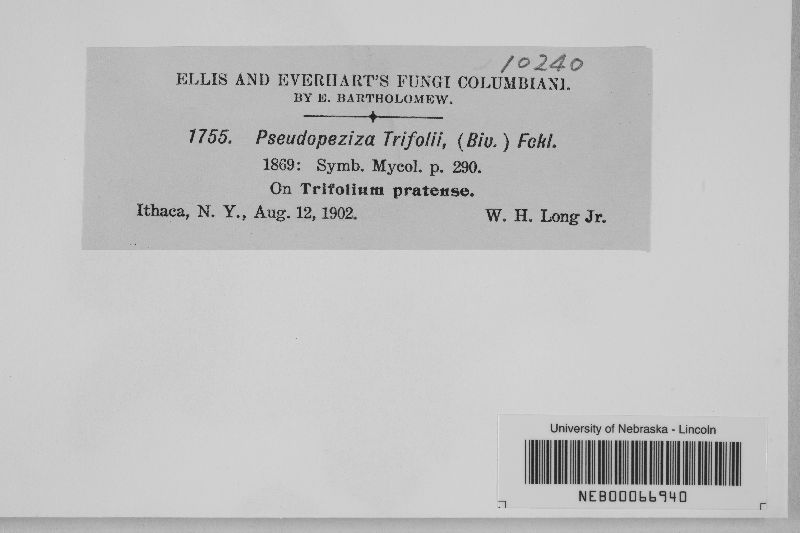 10240
ELLIS AND EVERHART'S FUNGI COLUMBIANI.
BY E. BARTHOLOMEW.
1755. Pseudopeziza Trifolii, (Biv.) Fckl.
1869: Symb. Mycol. p. 290.
On Trifolium pratense.
Ithaca, N. Y., Aug. 12, 1902. W. H. Long Jr.
University of Nebraska - Lincoln
NEB00066940